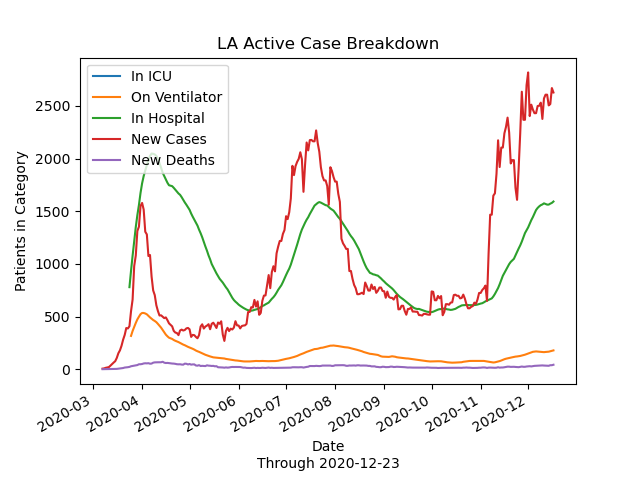 LA Active Case Breakdown
In ICU
On Ventilator
In Hospital
New Cases
New Deaths
Patients in Category
2500
2000
1500
1000
500
0
2020-03
2020-04
2020-05
2020-06
2020-07
2020-08
2020-09
2020-10
2020-11
2020-12
Date
Through 2020-12-23